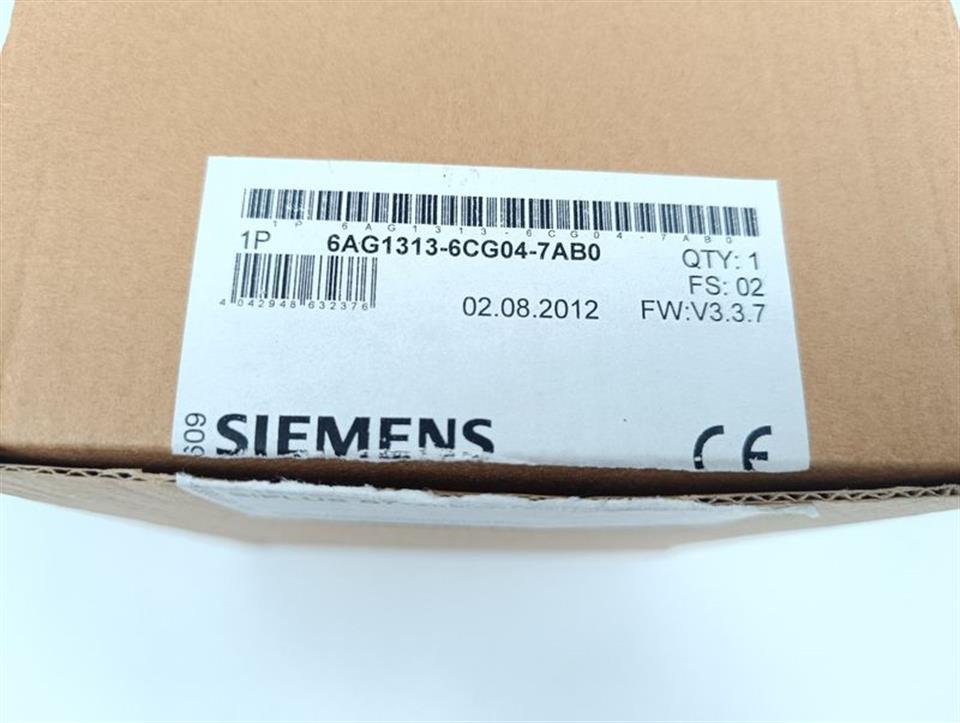 1P 6AG1313-6CG04-7AB0
1P 6AG1313-6CG04-7AB0
QTY: 1
FS: 02
4 042948 632376
02.08.2012
FW:V3.3.7
609
SIEMENS
CE